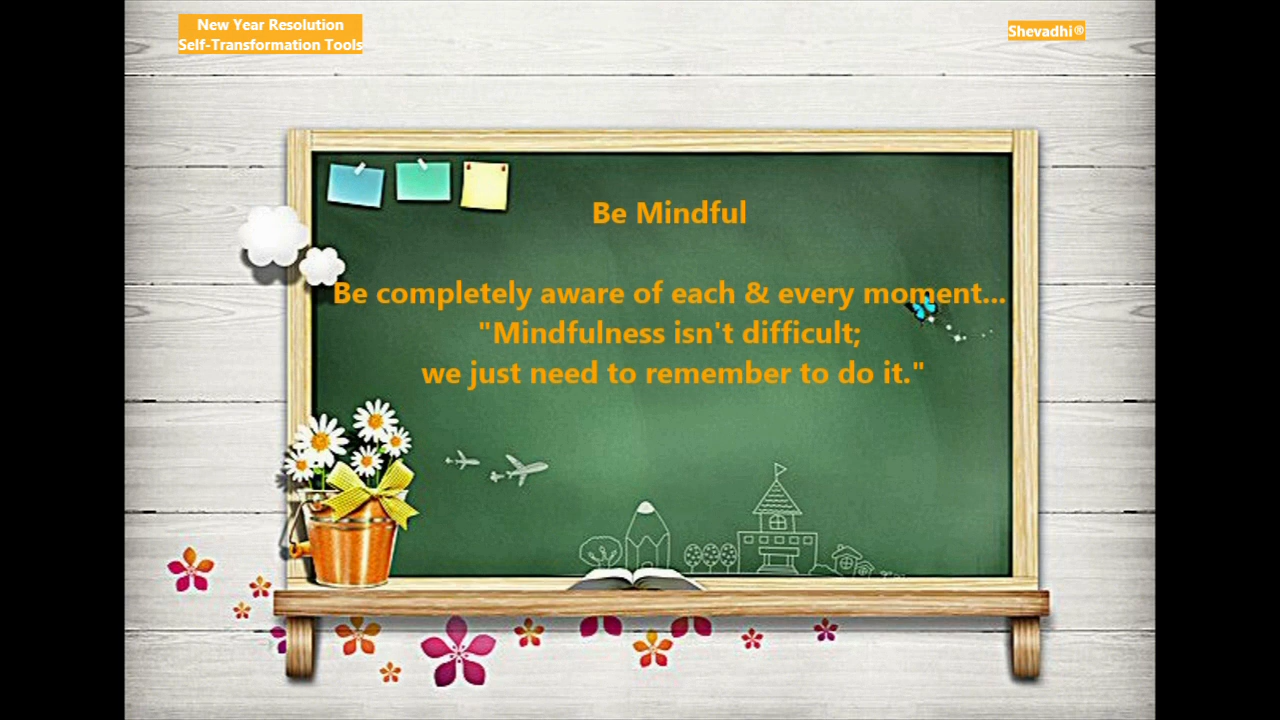 New Year Resolution
Self-Transformation Tools
Shevadhi®
Be Mindful
Be completely aware of each & every moment...
"Mindfulness isn't difficult;
we just need to remember to do it."